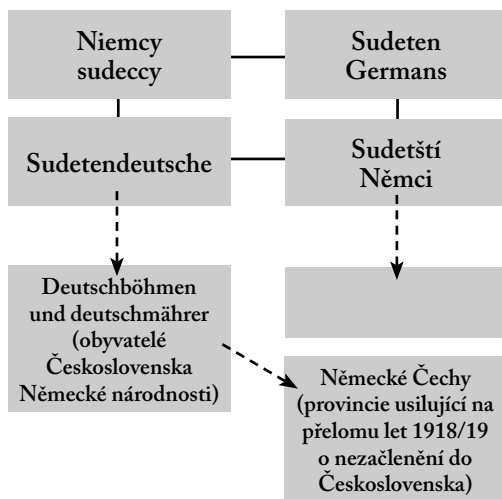 Niemcy
sudeccy
Sudeten
Germans
Sudetendeutsche
Sudetští
Němci
Deutschböhmen
und deutschmährer
(obyvatelé
Československa
Německé národnosti)
Německé Čechy
(provincie usilující na
přelomu let 1918/19
o nezačlenění do
Československa)